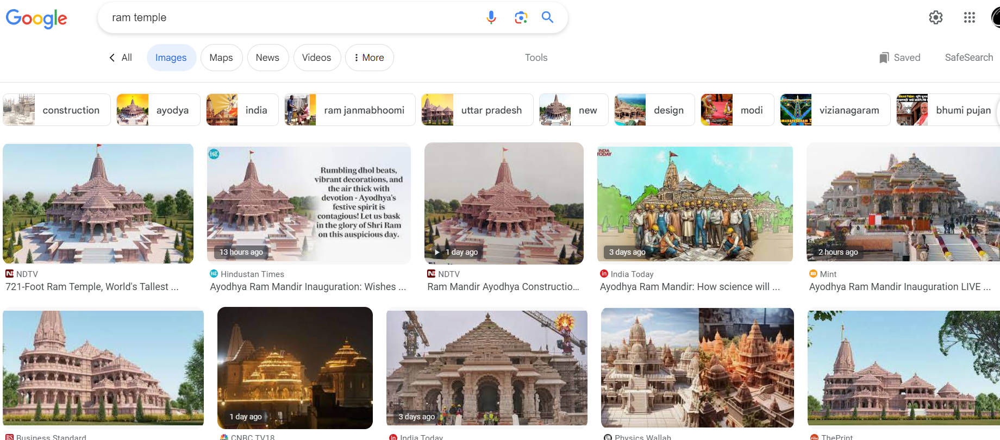 Google
ram temple
All
Images
Maps
News
Videos
More
Tools
Saved
SafeSearch
construction
ayodya
india
ram janmabhoomi
uttar pradesh
new
design
modi
vizianagaram
bhumi pujan
HT
Rumbling dhol beats,
vibrant decorations, and
the air thick with
devotion - Ayodhya's
festive spirit is
contagious! Let us bask
in the glory of Shri Ram
on this auspicious day.
13 hours ago
1 day ago
INDIA
TODAY
3 days ago
2 hours ago
NDTV
721-Foot Ram Temple, World's Tallest ...
Hindustan Times
Ayodhya Ram Mandir Inauguration: Wishes ...
NDTV
Ram Mandir Ayodhya Constructio...
India Today
Ayodhya Ram Mandir: How science will ...
Mint
Ayodhya Ram Mandir Inauguration LIVE ...
1 day ago
3 days ago
Business Standard
CNBC TV18
India Today
Physics Wallah
ThePrint